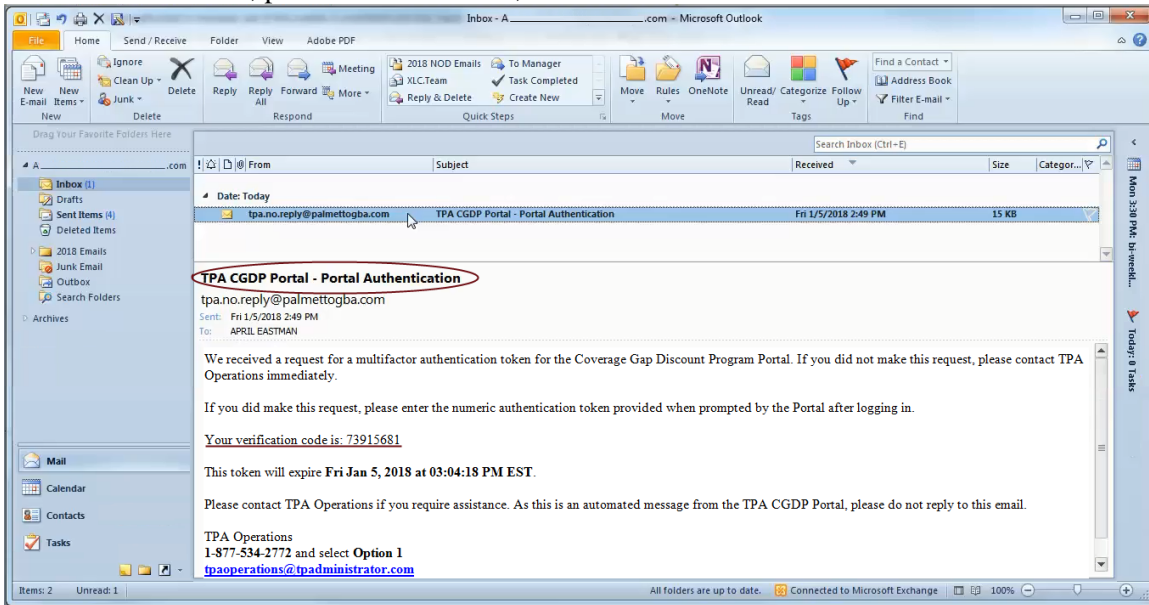 Inbox - A____________________.com - Microsoft Outlook
File Home Send / Receive Folder View Adobe PDF
New E-mail
New Items
Ignore
Clean Up
Junk
Delete
Reply
Reply All
Forward
Meeting
More
2018 NOD Emails
XLC.Team
Reply & Delete
To Manager
Task Completed
Create New
Move
Rules
OneNote
Unread/ Read
Categorize
Follow Up
Find a Contact
Address Book
Filter E-mail
New Delete Respond Quick Steps Move Tags Find
Drag Your Favorite Folders Here
A____________________.com
Inbox (1)
Drafts
Sent Items (4)
Deleted Items
2018 Emails
Junk Email
Outbox
Search Folders
Archives
Mail
Calendar
Contacts
Tasks
Search Inbox (Ctrl+E)
From Subject Received Size Categor...
Date: Today
tpa.no.reply@palmettogba.com TPA CGDP Portal - Portal Authentication Fri 1/5/2018 2:49 PM 15 KB
TPA CGDP Portal - Portal Authentication
tpa.no.reply@palmettogba.com
Sent: Fri 1/5/2018 2:49 PM
To: APRIL EASTMAN
We received a request for a multifactor authentication token for the Coverage Gap Discount Program Portal. If you did not make this request, please contact TPA
Operations immediately.
If you did make this request, please enter the numeric authentication token provided when prompted by the Portal after logging in.
Your verification code is: 73915681
This token will expire Fri Jan 5, 2018 at 03:04:18 PM EST.
Please contact TPA Operations if you require assistance. As this is an automated message from the TPA CGDP Portal, please do not reply to this email.
TPA Operations
1-877-534-2772 and select Option 1
tpaoperations@tpadministrator.com
Mon 3:30 PM: bi-weekl...
Today: 0 Tasks
Items: 2 Unread: 1 All folders are up to date. Connected to Microsoft Exchange 100%